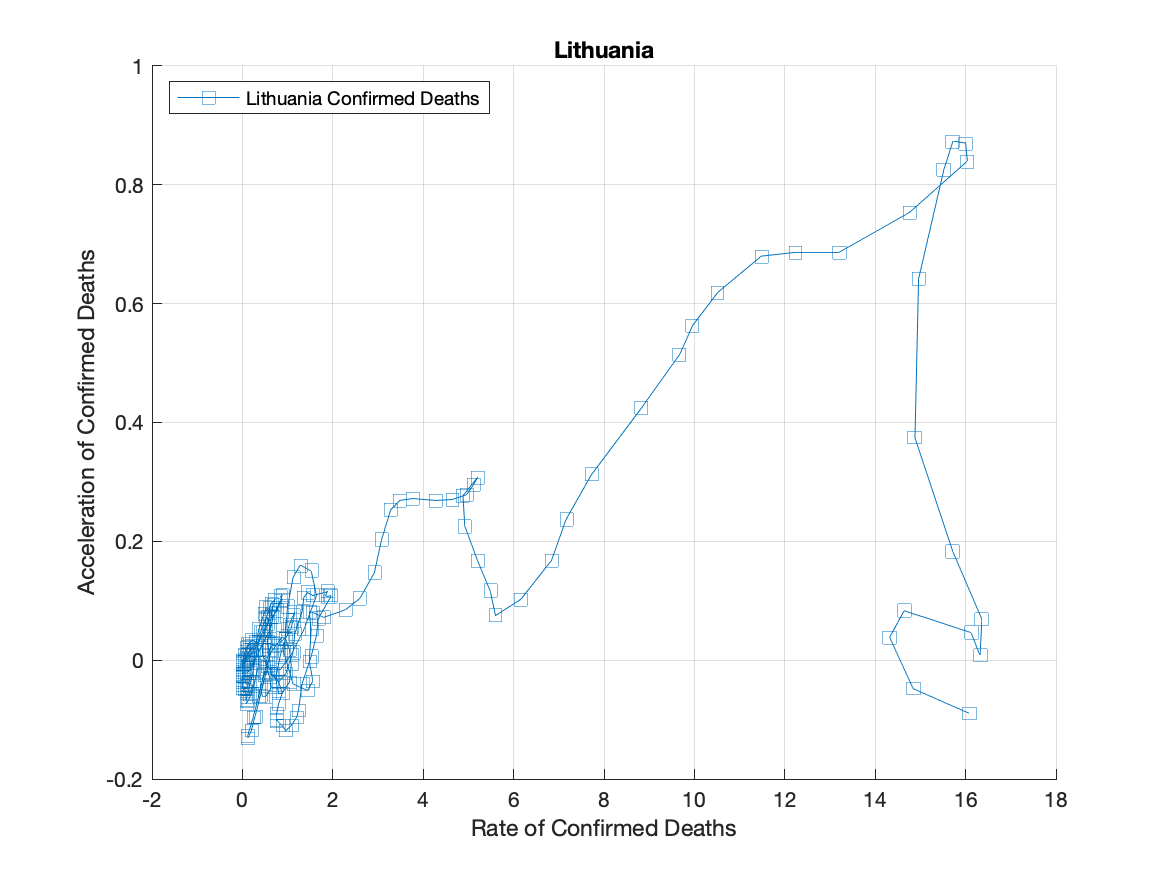 Lithuania
Lithuania Confirmed Deaths
Acceleration of Confirmed Deaths
1
0.8
0.6
0.4
0.2
0
-0.2
-2 0 2 4 6 8 10 12 14 16 18
Rate of Confirmed Deaths